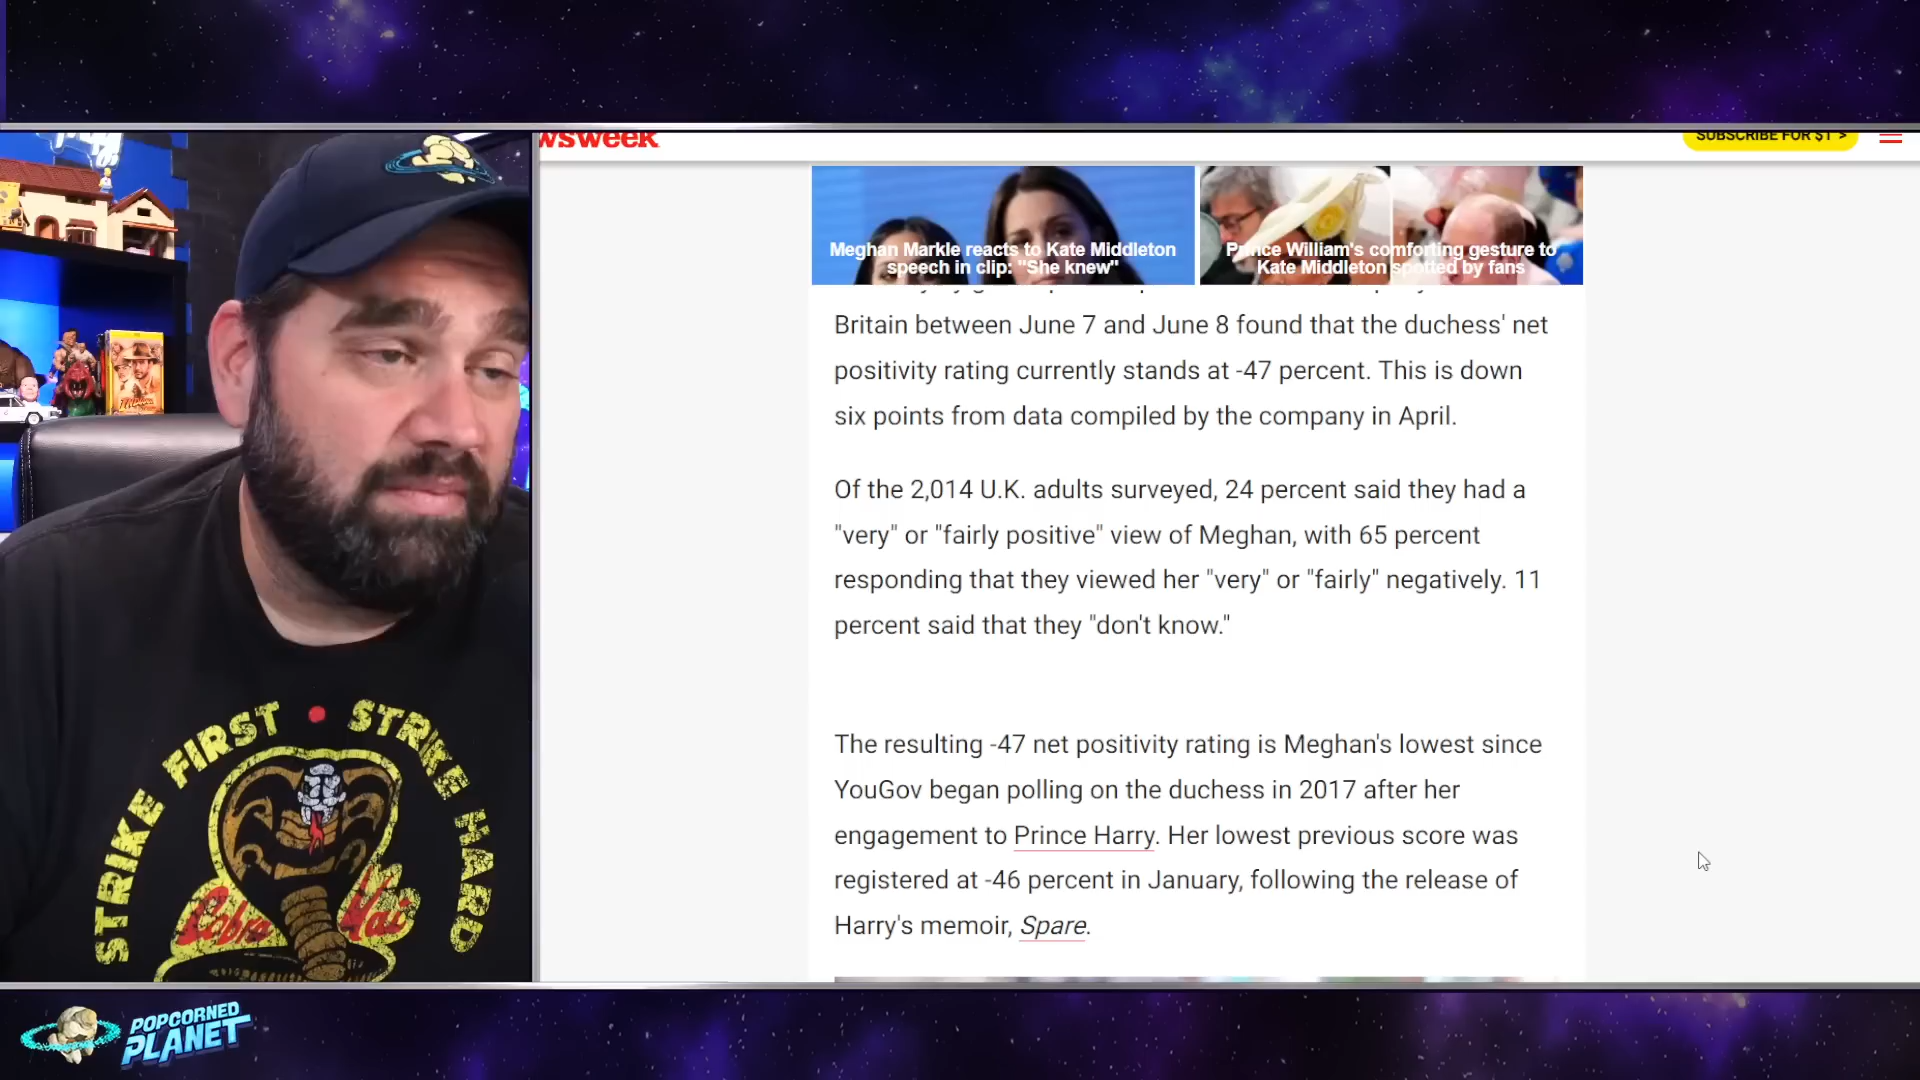 wsweek
SUBSCRIBE FOR $1 >
Meghan Markle reacts to Kate Middleton
speech in clip: "She knew"
Prince William's comforting gesture to
Kate Middleton spotted by fans
Britain between June 7 and June 8 found that the duchess' net
positivity rating currently stands at -47 percent. This is down
six points from data compiled by the company in April.
Of the 2,014 U.K. adults surveyed, 24 percent said they had a
"very" or "fairly positive" view of Meghan, with 65 percent
responding that they viewed her "very" or "fairly" negatively. 11
percent said that they "don't know."
The resulting -47 net positivity rating is Meghan's lowest since
YouGov began polling on the duchess in 2017 after her
engagement to Prince Harry. Her lowest previous score was
registered at -46 percent in January, following the release of
Harry's memoir, Spare.
STRIKE FIRST • STRIKE HARD
Cobra Kai
POPCORNED
PLANET